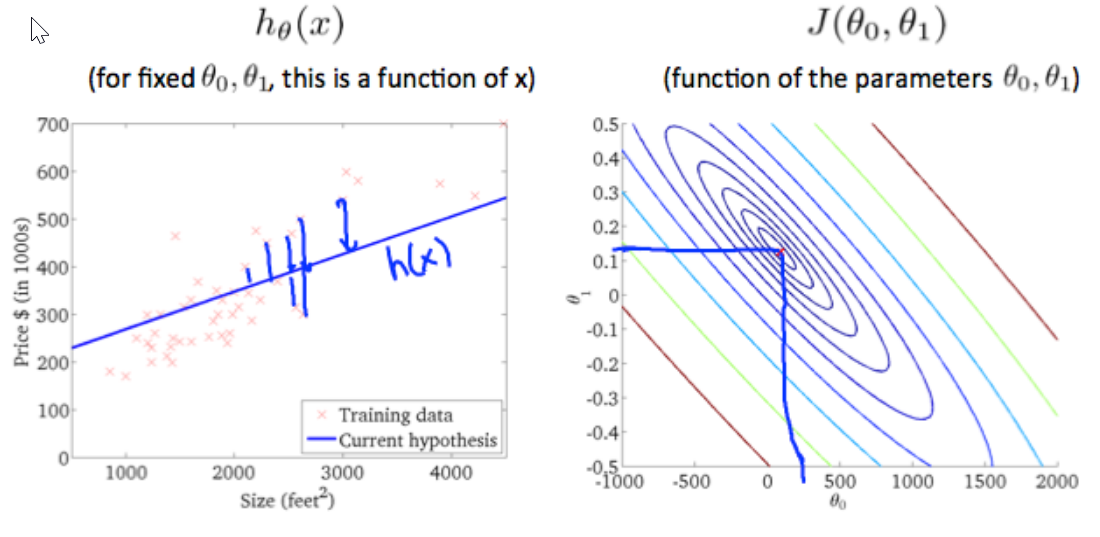 h_θ(x)
(for fixed θ₀, θ₁, this is a function of x)
700
600
500
400
300
200
100
0
Price $ (in 1000s)
1000
2000
3000
4000
Size (feet²)
h(x)
Training data
Current hypothesis
J(θ₀, θ₁)
(function of the parameters θ₀, θ₁)
0.5
0.4
0.3
0.2
0.1
0
-0.1
-0.2
-0.3
-0.4
-0.5
θ₁
-1000
-500
0
500
1000
1500
2000
θ₀